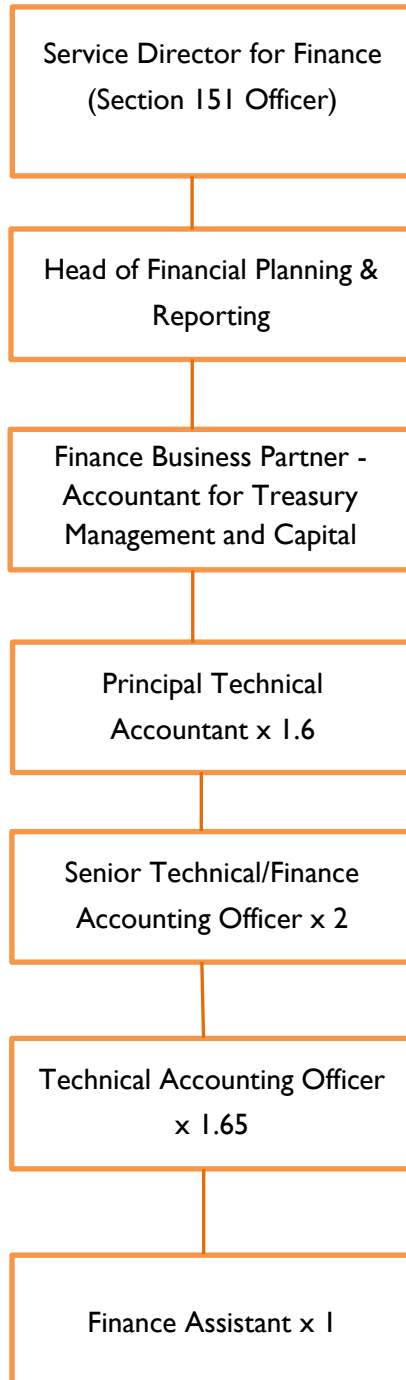 Service Director for Finance
(Section 151 Officer)
Head of Financial Planning &
Reporting
Finance Business Partner -
Accountant for Treasury
Management and Capital
Principal Technical
Accountant x 1.6
Senior Technical/Finance
Accounting Officer x 2
Technical Accounting Officer
x 1.65
Finance Assistant x 1